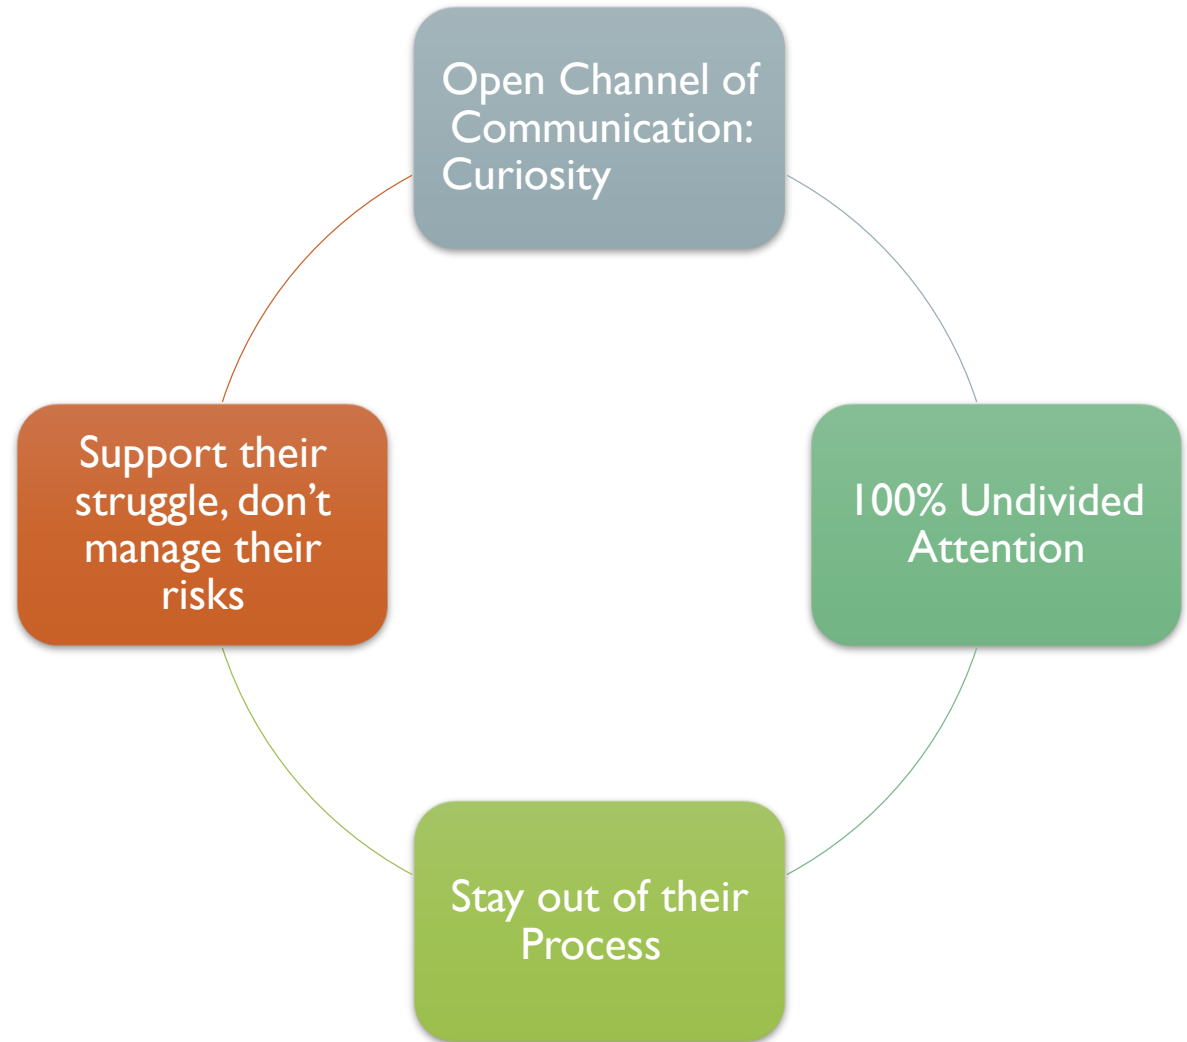 Open Channel of
Communication:
Curiosity
100% Undivided
Attention
Stay out of their
Process
Support their
struggle, don’t
manage their
risks